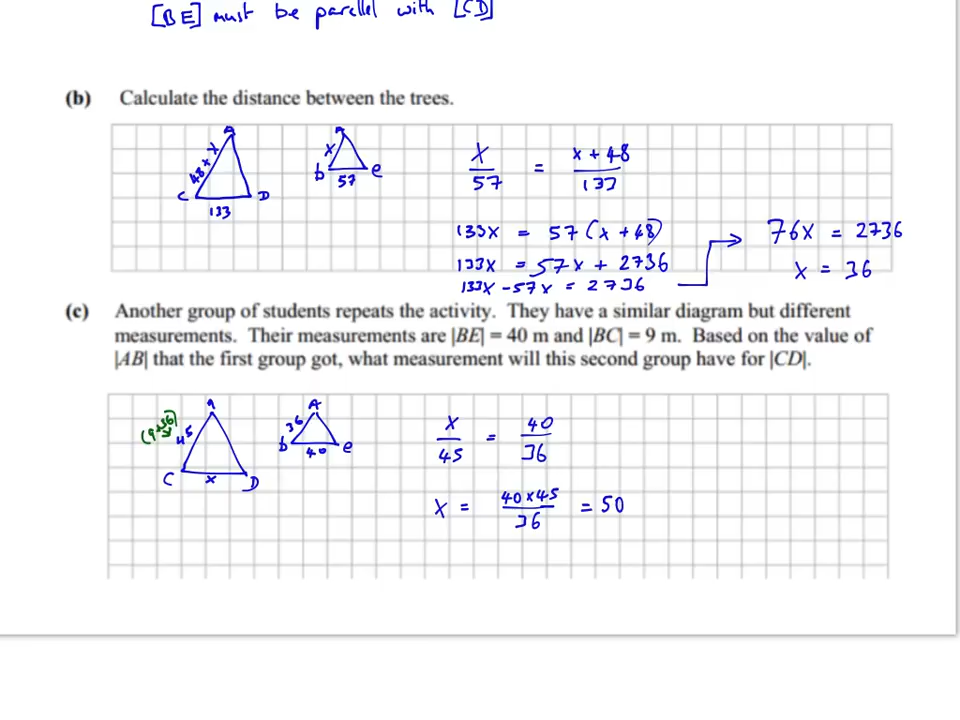 [BE] must be parellel with [CD]
(b) Calculate the distance between the trees.
A
48 + x
C
D
133
A
x
b
e
57
x/57 = x + 48/133
133x = 57(x + 48)
133x = 57x + 2736
133x - 57x = 2736
76x = 2736
x = 36
(c) Another group of students repeats the activity. They have a similar diagram but different
measurements. Their measurements are |BE| = 40 m and |BC| = 9 m. Based on the value of
|AB| that the first group got, what measurement will this second group have for |CD|.
A
(9+36)
45
C
x
D
A
36
b
40
e
x/45 = 40/36
x = 40x45/36 = 50